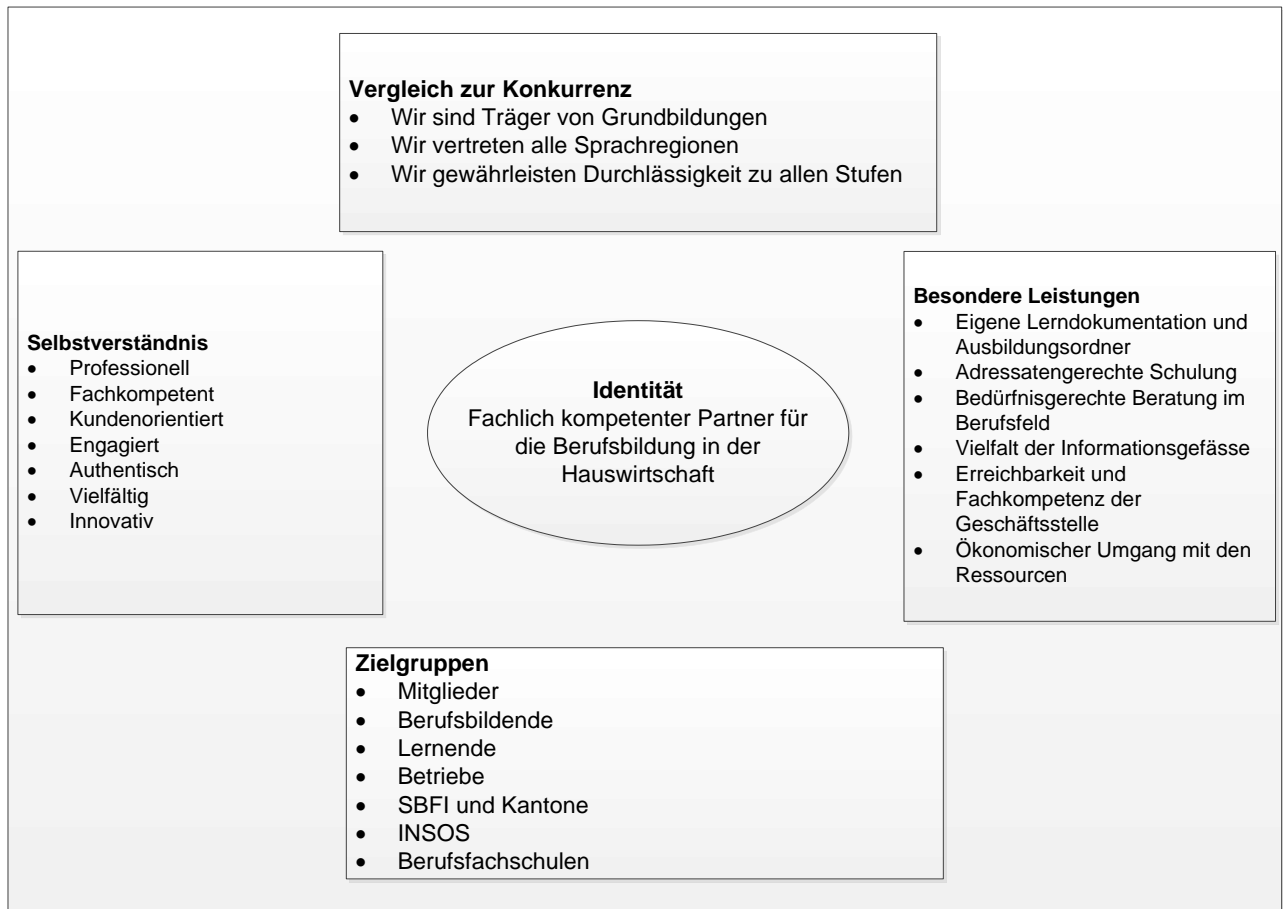 Vergleich zur Konkurrenz
• Wir sind Träger von Grundbildungen
• Wir vertreten alle Sprachregionen
• Wir gewährleisten Durchlässigkeit zu allen Stufen
Selbstverständnis
• Professionell
• Fachkompetent
• Kundenorientiert
• Engagiert
• Authentisch
• Vielfältig
• Innovativ
Identität
Fachlich kompetenter Partner für
die Berufsbildung in der
Hauswirtschaft
Besondere Leistungen
• Eigene Lerndokumentation und
Ausbildungsordner
• Adressatengerechte Schulung
• Bedürfnisgerechte Beratung im
Berufsfeld
• Vielfalt der Informationsgefässe
• Erreichbarkeit und
Fachkompetenz der
Geschäftsstelle
• Ökonomischer Umgang mit den
Ressourcen
Zielgruppen
• Mitglieder
• Berufsbildende
• Lernende
• Betriebe
• SBFI und Kantone
• INSOS
• Berufsfachschulen